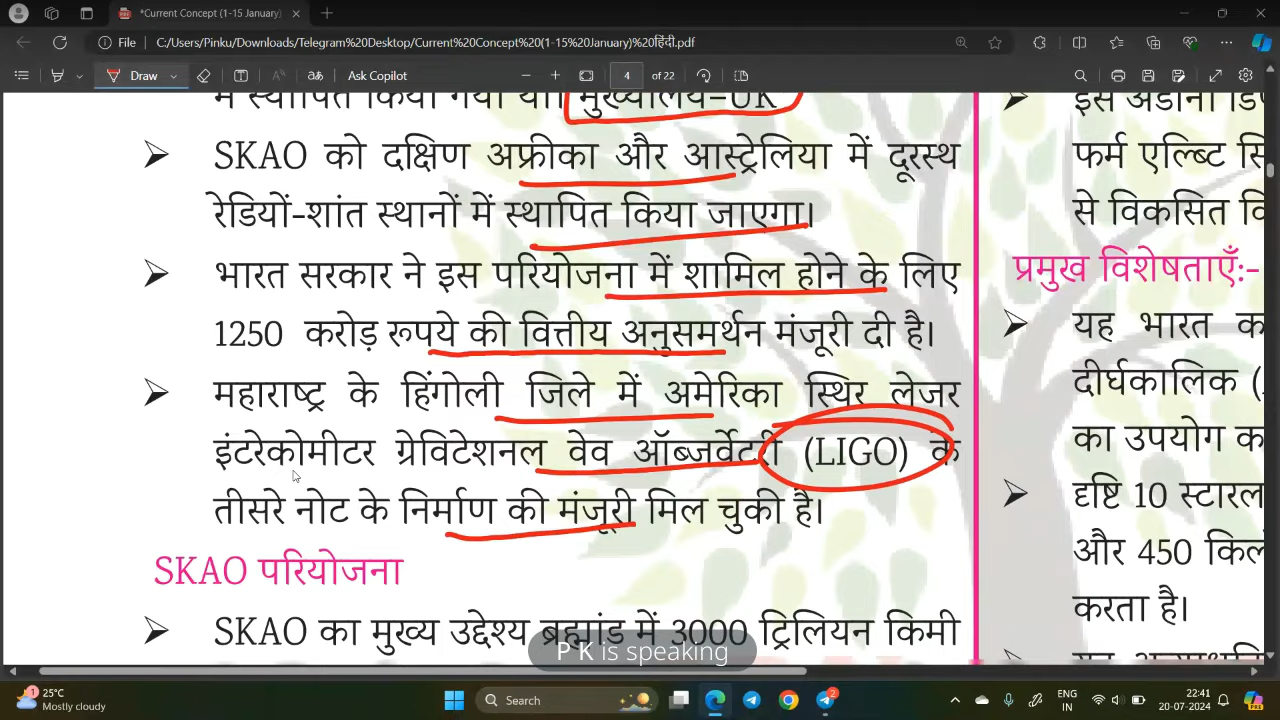 *Current Concept (1-15 January)
File C:/Users/Pinku/Downloads/Telegram%20Desktop/Current%20Concept%20(1-15%20January)%20हिंदी.pdf
Draw Ask Copilot 4 of 22
में स्थापित किया गया था। मुख्यालय–UK
SKAO को दक्षिण अफ्रीका और आस्ट्रेलिया में दूरस्थ
रेडियों-शांत स्थानों में स्थापित किया जाएगा।
भारत सरकार ने इस परियोजना में शामिल होने के लिए
1250 करोड़ रूपये की वित्तीय अनुसमर्थन मंजूरी दी है।
महाराष्ट्र के हिंगोली जिले में अमेरिका स्थिर लेजर
इंटरेकोमीटर ग्रेविटेशनल वेव ऑब्जर्वेटरी (LIGO) के
तीसरे नोट के निर्माण की मंजूरी मिल चुकी है।
SKAO परियोजना
SKAO का मुख्य उद्देश्य ब्रह्मांड में 3000 ट्रिलियन किमी
फर्म एल्बिट
से विकसित
प्रमुख विशेषताएँ:-
यह भारत
दीर्घकालिक
का उपयोग
दृष्टि 10
और 450
करता है।
P K is speaking
25°C
Mostly cloudy
Search
ENG
IN
22:41
20-07-2024